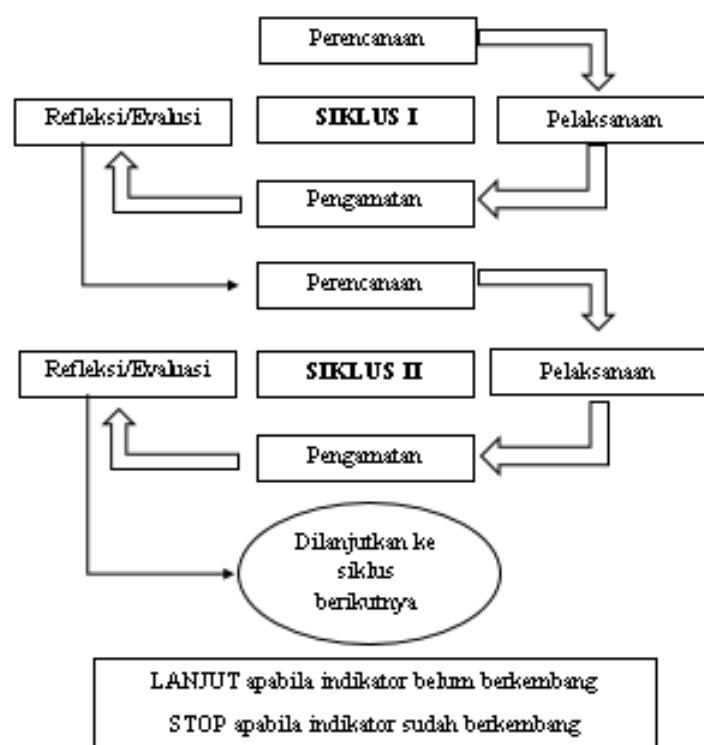 Perencanaan
Refleksi/Evalusi
SIKLUS I
Pelaksanaan
Pengamatan
Perencanaan
Refleksi/Evaluasi
SIKLUS II
Pelaksanaan
Pengamatan
Dilanjutkan ke
siklus
berikutnya
LANJUT apabila indikator belum berkembang
STOP apabila indikator sudah berkembang